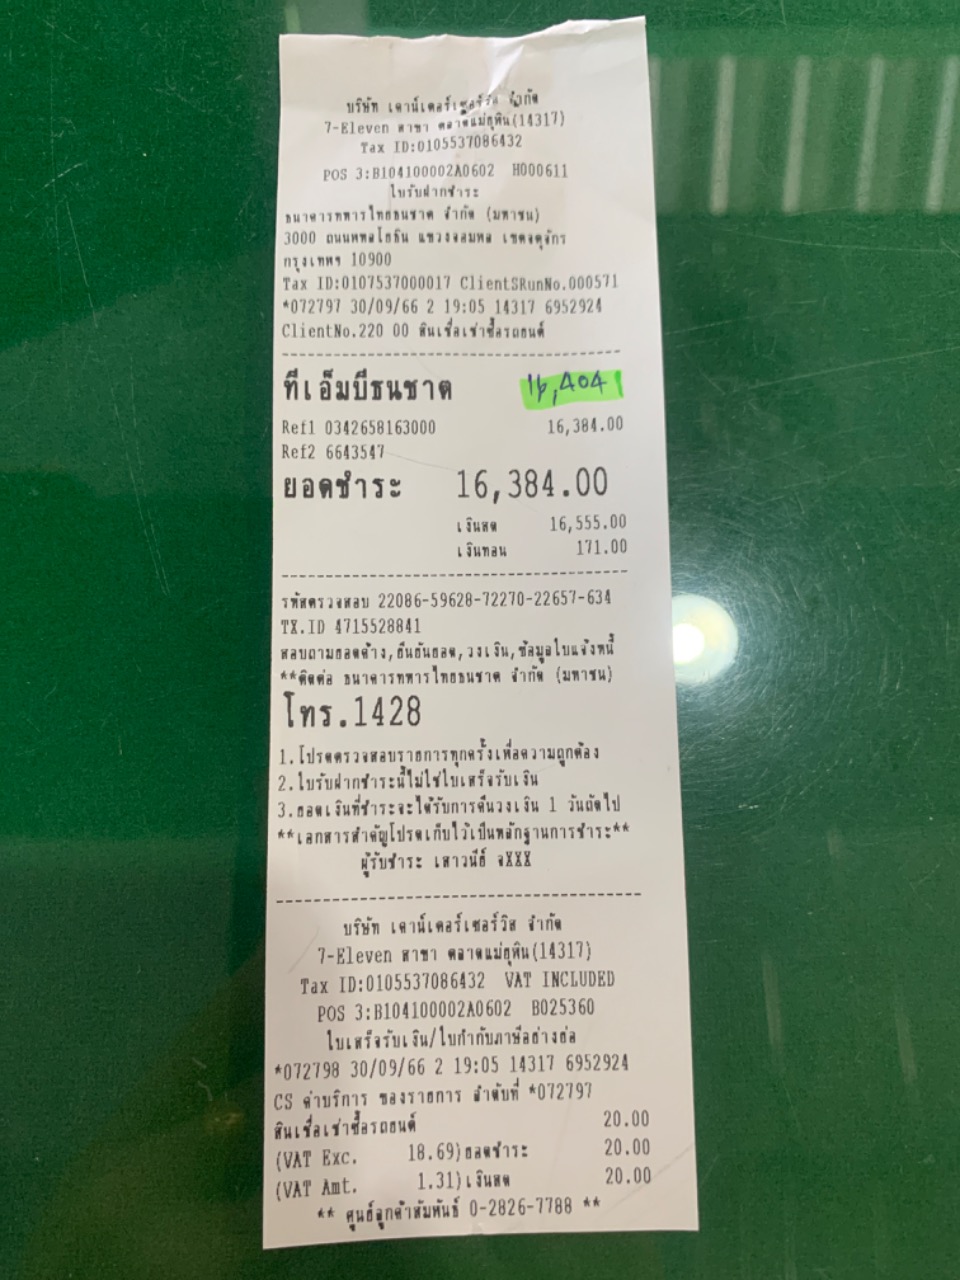 บริษัท เคาน์เตอร์เซอร์วิส จำกัด
7-Eleven สาขา ตลาดแม่ยุพิน(14317)
Tax ID:0105537086432
POS 3:B104100002A0602 H000611
ใบรับฝากชำระ
ธนาคารทหารไทยธนชาต จำกัด (มหาชน)
3000 ถนนพหลโยธิน แขวงจอมพล เขตจตุจักร
กรุงเทพฯ 10900
Tax ID:0107537000017 ClientSRunNo.000571
*072797 30/09/66 2 19:05 14317 6952924
ClientNo.220 00 สินเชื่อเช่าซื้อรถยนต์
ทีเอ็มบีธนชาต 16,404
Ref1 0342658163000 16,384.00
Ref2 6643547
ยอดชำระ 16,384.00
เงินสด 16,555.00
เงินทอน 171.00
รหัสตรวจสอบ 22086-59628-72270-22657-634
TX.ID 4715528841
สอบถามยอดค้าง,ยืนยันยอด,วงเงิน,ข้อมูลใบแจ้งหนี้
**ติดต่อ ธนาคารทหารไทยธนชาต จำกัด (มหาชน)
โทร.1428
1.โปรดตรวจสอบรายการทุกครั้งเพื่อความถูกต้อง
2.ใบรับฝากชำระนี้ไม่ใช่ใบเสร็จรับเงิน
3.ยอดเงินที่ชำระจะได้รับการคืนวงเงิน 1 วันถัดไป
**เอกสารสำคัญโปรดเก็บไว้เป็นหลักฐานการชำระ**
ผู้รับชำระ เสาวนีย์ จXXX
บริษัท เคาน์เตอร์เซอร์วิส จำกัด
7-Eleven สาขา ตลาดแม่ยุพิน(14317)
Tax ID:0105537086432 VAT INCLUDED
POS 3:B104100002A0602 B025360
ใบเสร็จรับเงิน/ใบกำกับภาษีอย่างย่อ
*072798 30/09/66 2 19:05 14317 6952924
CS ค่าบริการ ของรายการ ลำดับที่ *072797
สินเชื่อเช่าซื้อรถยนต์ 20.00
(VAT Exc. 18.69)ยอดชำระ 20.00
(VAT Amt. 1.31)เงินสด 20.00
** ศูนย์ลูกค้าสัมพันธ์ 0-2826-7788 **